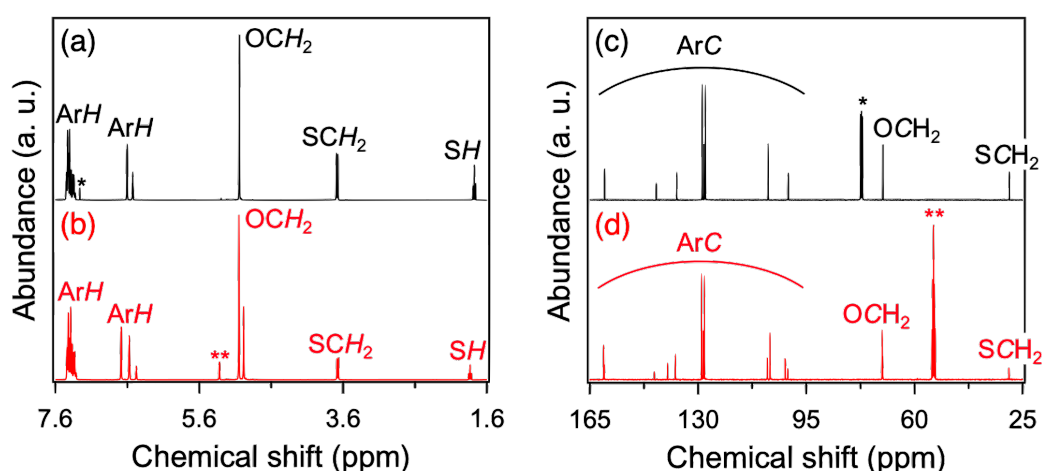 (a)
OCH₂
ArH
ArH
*
SCH₂
SH
(b)
OCH₂
ArH
ArH
**
SCH₂
SH
Abundance (a. u.)
7.6 5.6 3.6 1.6
Chemical shift (ppm)
(c)
ArC
*
OCH₂
SCH₂
(d)
ArC
**
OCH₂
SCH₂
Abundance (a. u.)
165 130 95 60 25
Chemical shift (ppm)